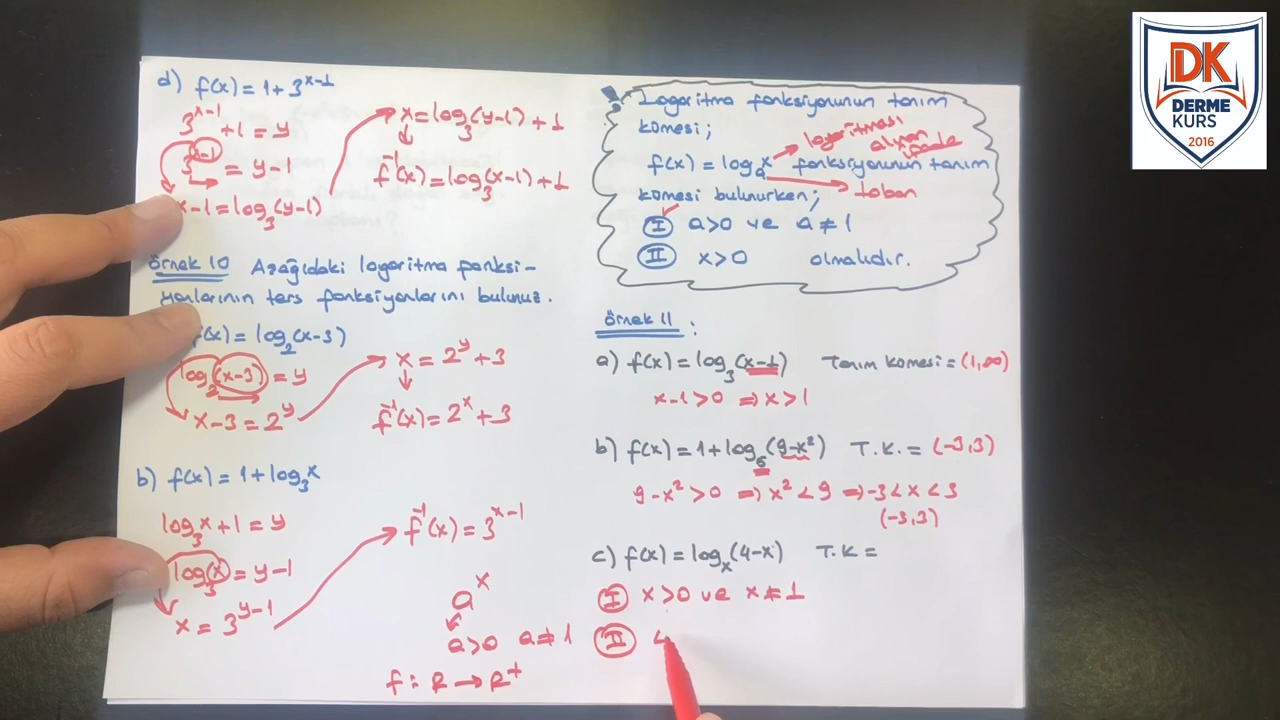 d) f(x) = 1 + 3^(x-1)
3^(x-1) + 1 = y
3^(x-1) = y-1
x-1 = log₃(y-1)
x = log₃(y-1) + 1
f⁻¹(x) = log₃(x-1) + 1
örnek 10 Aşağıdaki logaritma fonksi-
yonlarının ters fonksiyonlarını bulunuz.
f(x) = log₂(x-3)
log₂(x-3) = y
x-3 = 2^y
x = 2^y + 3
f⁻¹(x) = 2^x + 3
b) f(x) = 1 + log₃x
log₃x + 1 = y
log₃(x) = y-1
x = 3^(y-1)
f⁻¹(x) = 3^(x-1)
a^x
a>0 a≠1
f: R → R⁺
! Logaritma fonksiyonunun tanım
kümesi;
logaritması
alınan
ifade
f(x) = logₐx fonksiyonunun tanım
kümesi bulunurken; taban
I a>0 ve a≠1
II x>0 olmalıdır.
örnek 11 :
a) f(x) = log₃(x-1) Tanım kümesi = (1,∞)
x-1>0 ⇒ x>1
b) f(x) = 1 + log₆(9-x²) T.K. = (-3,3)
9-x²>0 ⇒ x²<9 ⇒ -3<x<3
(-3,3)
c) f(x) = logₓ(4-x) T.K =
I x>0 ve x≠1
II 4
DK
DERME
KURS
2016